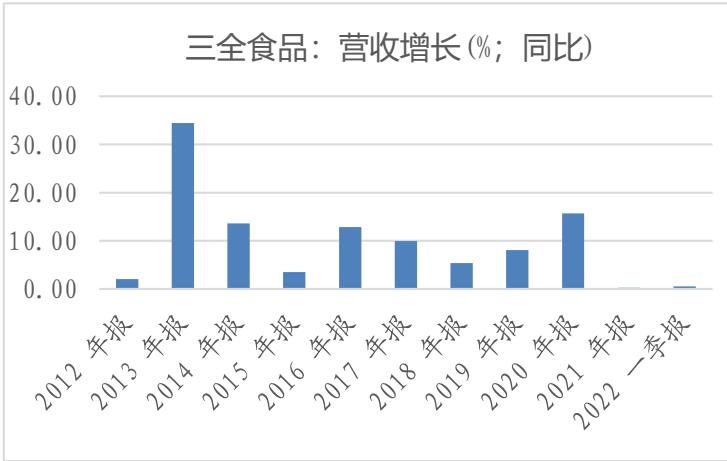 三全食品：营收增长(%；同比)
40.00
30.00
20.00
10.00
0.00
2012 年报
2013 年报
2014 年报
2015 年报
2016 年报
2017 年报
2018 年报
2019 年报
2020 年报
2021 年报
2022 一季报